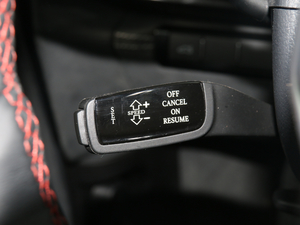 SET
+
SPEED
−
OFF
CANCEL
ON
RESUME